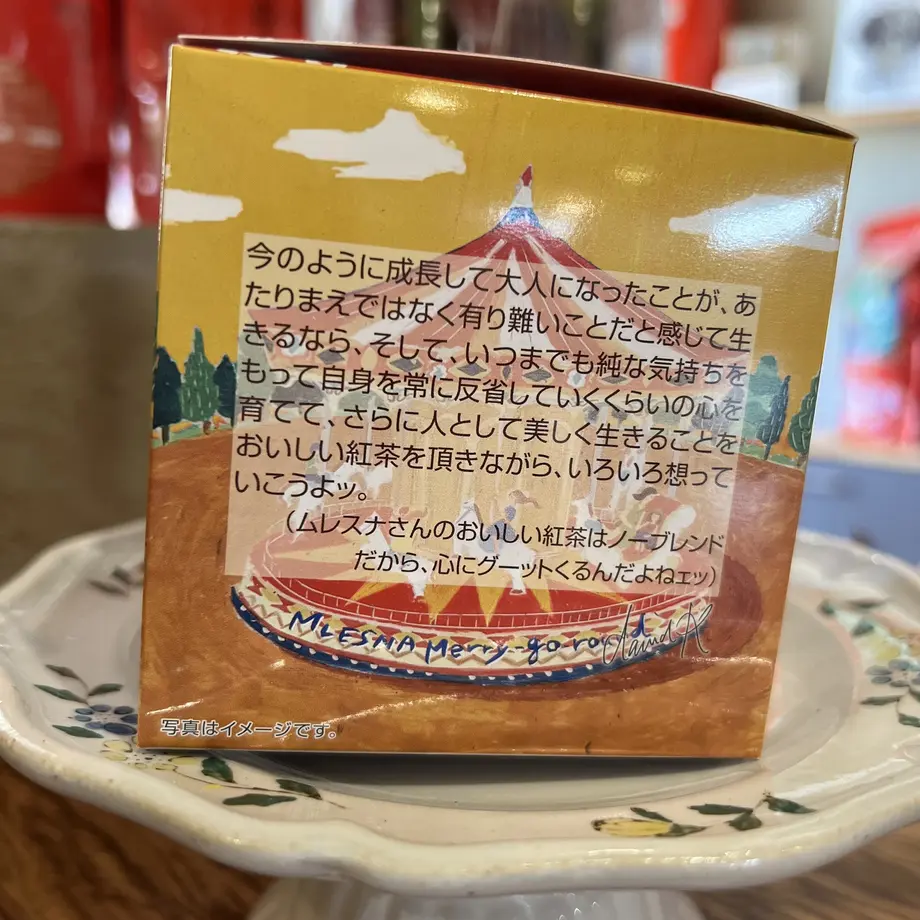 今のように成長して大人になったことが、あ
たりまえではなく有り難いことだと感じて生
きるなら、そして、いつまでも純な気持ちを
もって自身を常に反省していくくらいの心を
育てて、さらに人として美しく生きることを
おいしい紅茶を頂きながら、いろいろ想って
いこうよッ。
（ムレスナさんのおいしい紅茶はノーブレンド
だから、心にグーットくるんだよねェッ）
MLESNA Merry-go-round
david K
写真はイメージです。